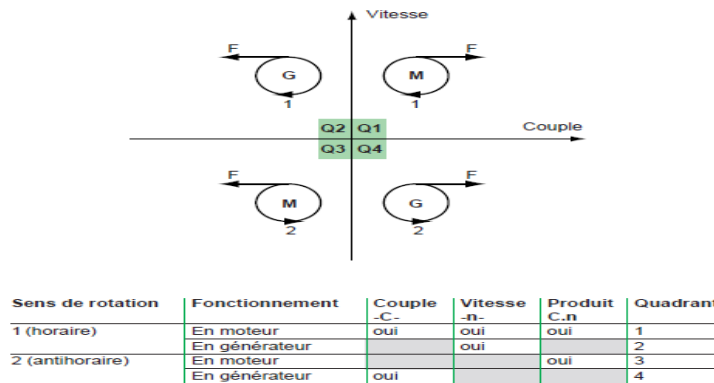 Vitesse
F F
G M
1 1
Q2 Q1 Couple
Q3 Q4
F F
M G
2 2
Sens de rotation Fonctionnement Couple -C- Vitesse -n- Produit C.n Quadrant
1 (horaire) En moteur oui oui oui 1
En générateur oui 2
2 (antihoraire) En moteur oui 3
En générateur oui 4